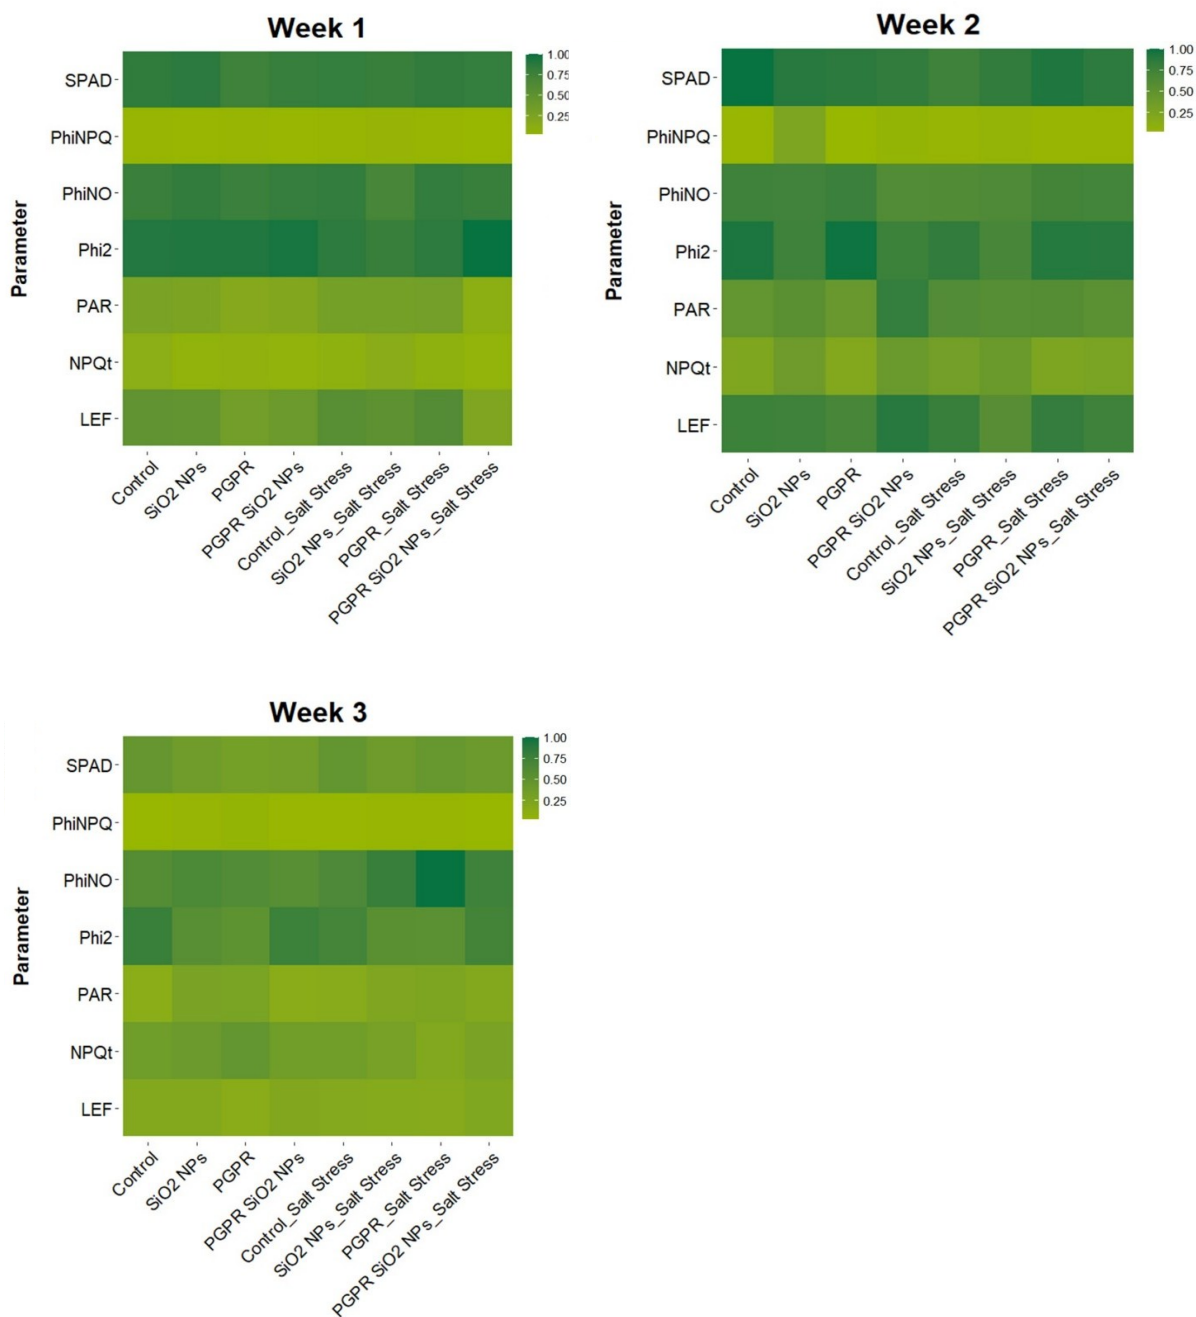 Week 1
Parameter
SPAD
PhiNPQ
PhiNO
Phi2
PAR
NPQt
LEF
1.00
0.75
0.50
0.25
Control
SiO2 NPs
PGPR
PGPR SiO2 NPs
Control_Salt Stress
SiO2 NPs_Salt Stress
PGPR_Salt Stress
PGPR SiO2 NPs_Salt Stress
Week 2
Parameter
SPAD
PhiNPQ
PhiNO
Phi2
PAR
NPQt
LEF
1.00
0.75
0.50
0.25
Control
SiO2 NPs
PGPR
PGPR SiO2 NPs
Control_Salt Stress
SiO2 NPs_Salt Stress
PGPR_Salt Stress
PGPR SiO2 NPs_Salt Stress
Week 3
Parameter
SPAD
PhiNPQ
PhiNO
Phi2
PAR
NPQt
LEF
1.00
0.75
0.50
0.25
Control
SiO2 NPs
PGPR
PGPR SiO2 NPs
Control_Salt Stress
SiO2 NPs_Salt Stress
PGPR_Salt Stress
PGPR SiO2 NPs_Salt Stress